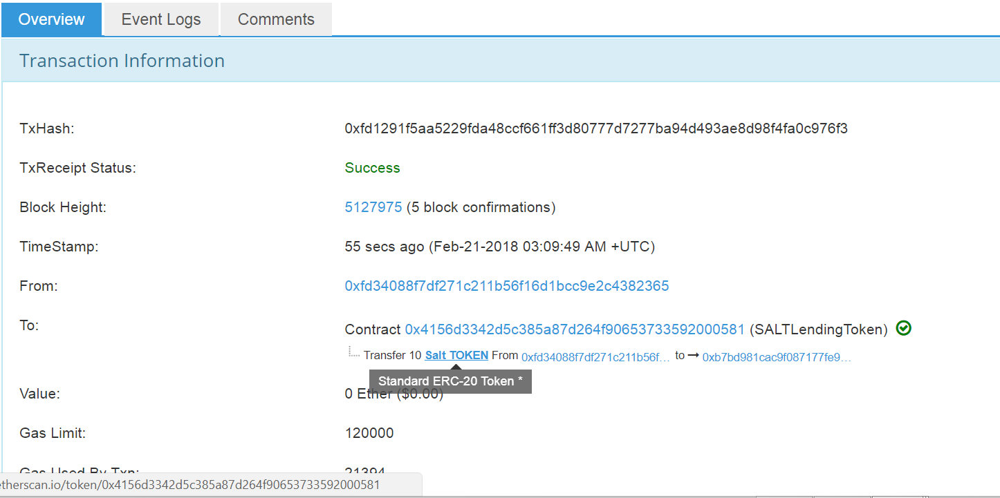 Overview Event Logs Comments
Transaction Information
TxHash: 0xfd1291f5aa5229fda48ccf661ff3d80777d7277ba94d493ae8d98f4fa0c976f3
TxReceipt Status: Success
Block Height: 5127975 (5 block confirmations)
TimeStamp: 55 secs ago (Feb-21-2018 03:09:49 AM +UTC)
From: 0xfd34088f7df271c211b56f16d1bcc9e2c4382365
To: Contract 0x4156d3342d5c385a87d264f90653733592000581 (SALTLendingToken)
Transfer 10 Salt TOKEN From 0xfd34088f7df271c211b56f... to → 0xb7bd981cac9f087177fe9...
Standard ERC-20 Token *
Value: 0 Ether ($0.00)
Gas Limit: 120000
Gas Used By Txn: 21394
etherscan.io/token/0x4156d3342d5c385a87d264f90653733592000581